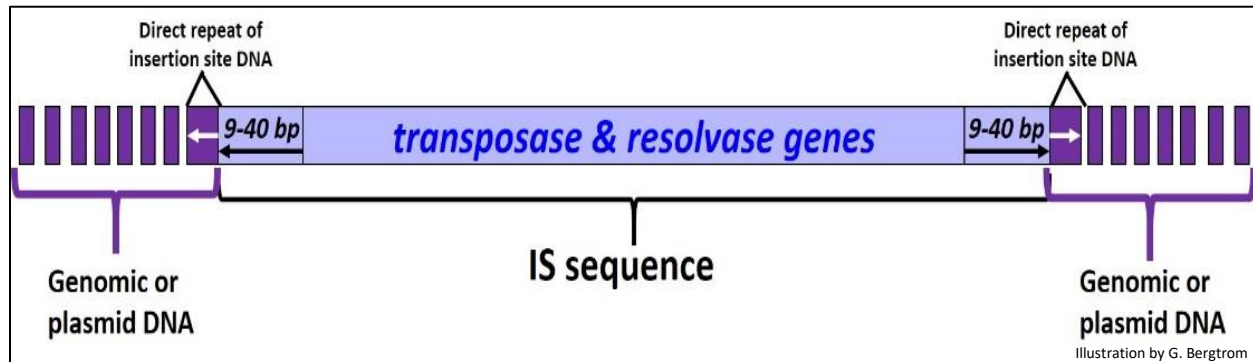 Direct repeat of
insertion site DNA
Direct repeat of
insertion site DNA
9-40 bp
transposase & resolvase genes
9-40 bp
IS sequence
Genomic or
plasmid DNA
Genomic or
plasmid DNA
Illustration by G. Bergtrom